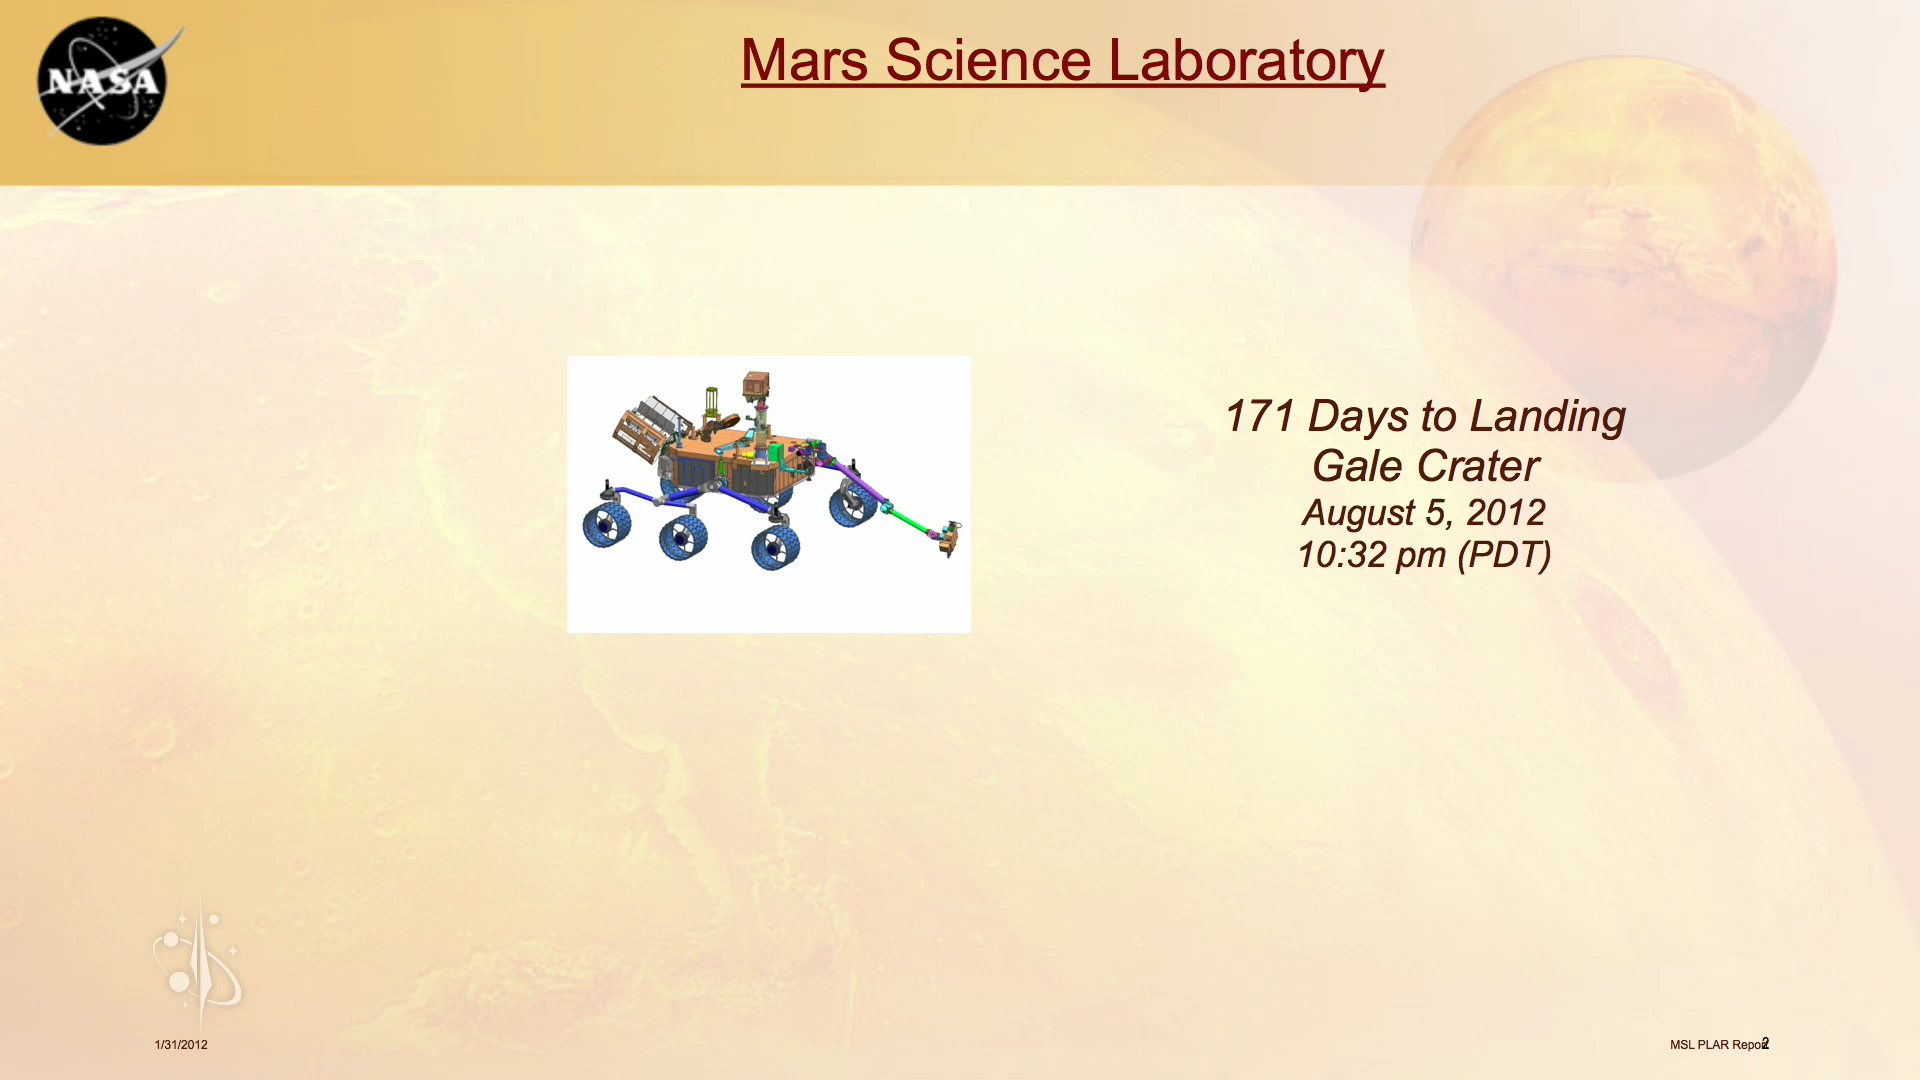 NASA
Mars Science Laboratory
171 Days to Landing
Gale Crater
August 5, 2012
10:32 pm (PDT)
1/31/2012
MSL PLAR Report
2